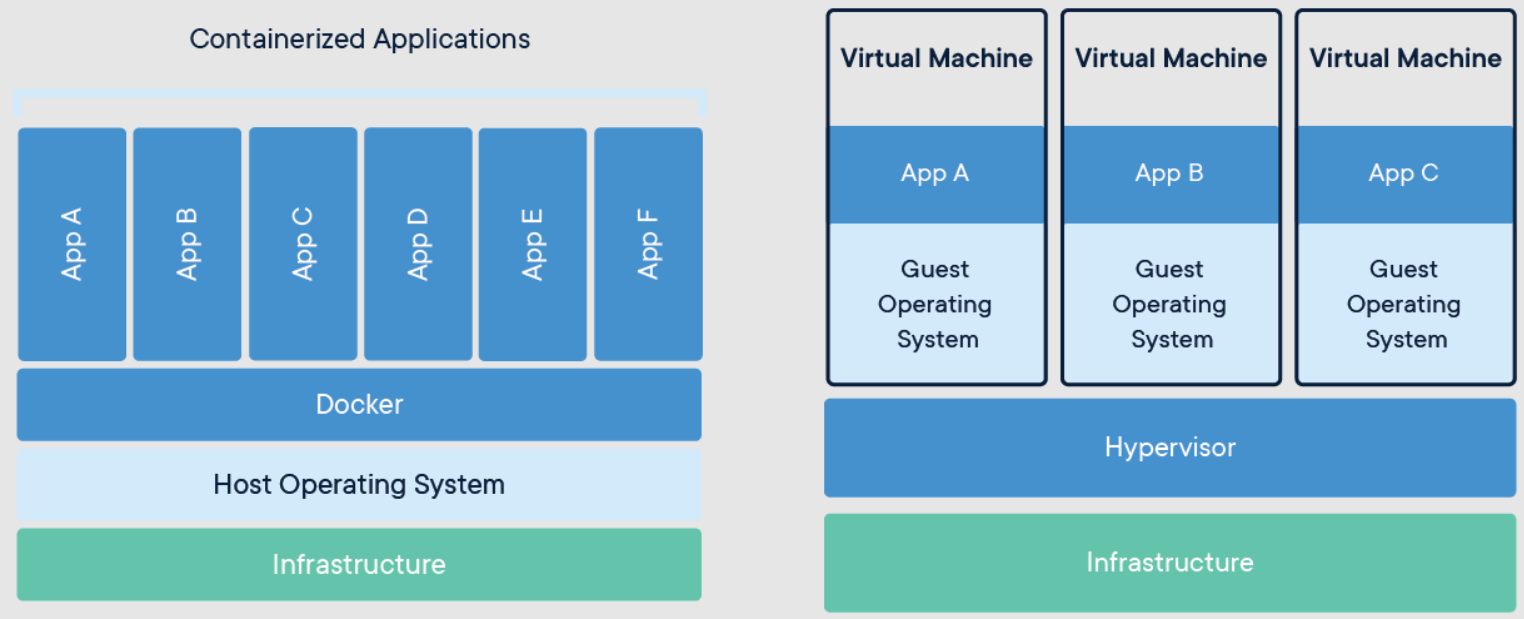 Containerized Applications
App A
App B
App C
App D
App E
App F
Docker
Host Operating System
Infrastructure
Virtual Machine
App A
Guest
Operating
System
Virtual Machine
App B
Guest
Operating
System
Virtual Machine
App C
Guest
Operating
System
Hypervisor
Infrastructure